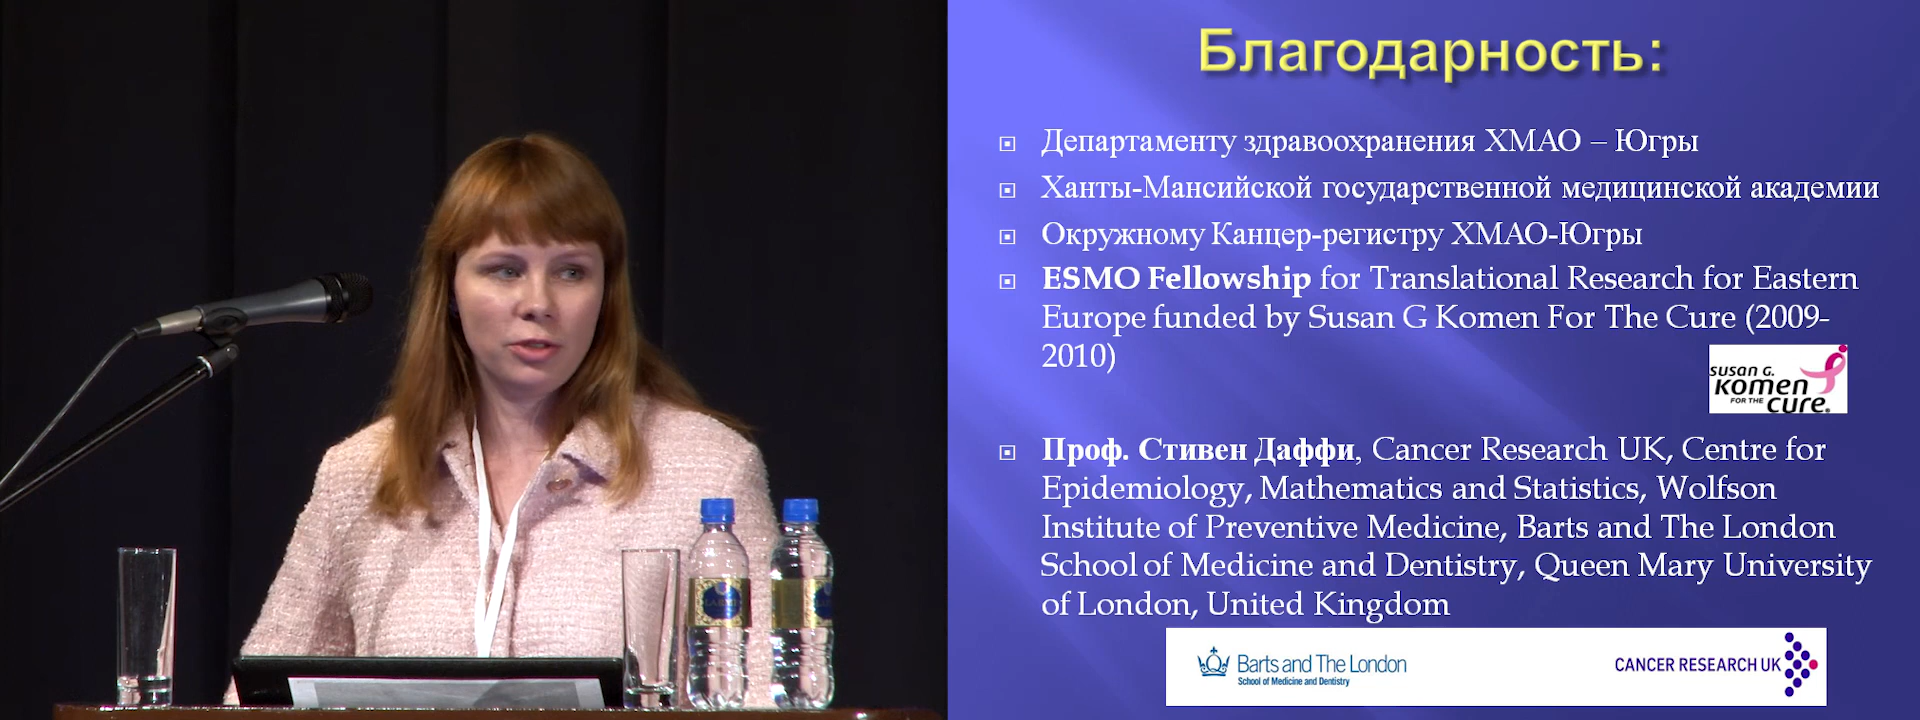 Благодарность:
Департаменту здравоохранения ХМАО – Югры
Ханты-Мансийской государственной медицинской академии
Окружному Канцер-регистру ХМАО-Югры
ESMO Fellowship for Translational Research for Eastern
Europe funded by Susan G Komen For The Cure (2009-
2010)
susan G.
komen
FOR THE
cure®
Проф. Стивен Даффи, Cancer Research UK, Centre for
Epidemiology, Mathematics and Statistics, Wolfson
Institute of Preventive Medicine, Barts and The London
School of Medicine and Dentistry, Queen Mary University
of London, United Kingdom
Barts and The London
School of Medicine and Dentistry
CANCER RESEARCH UK